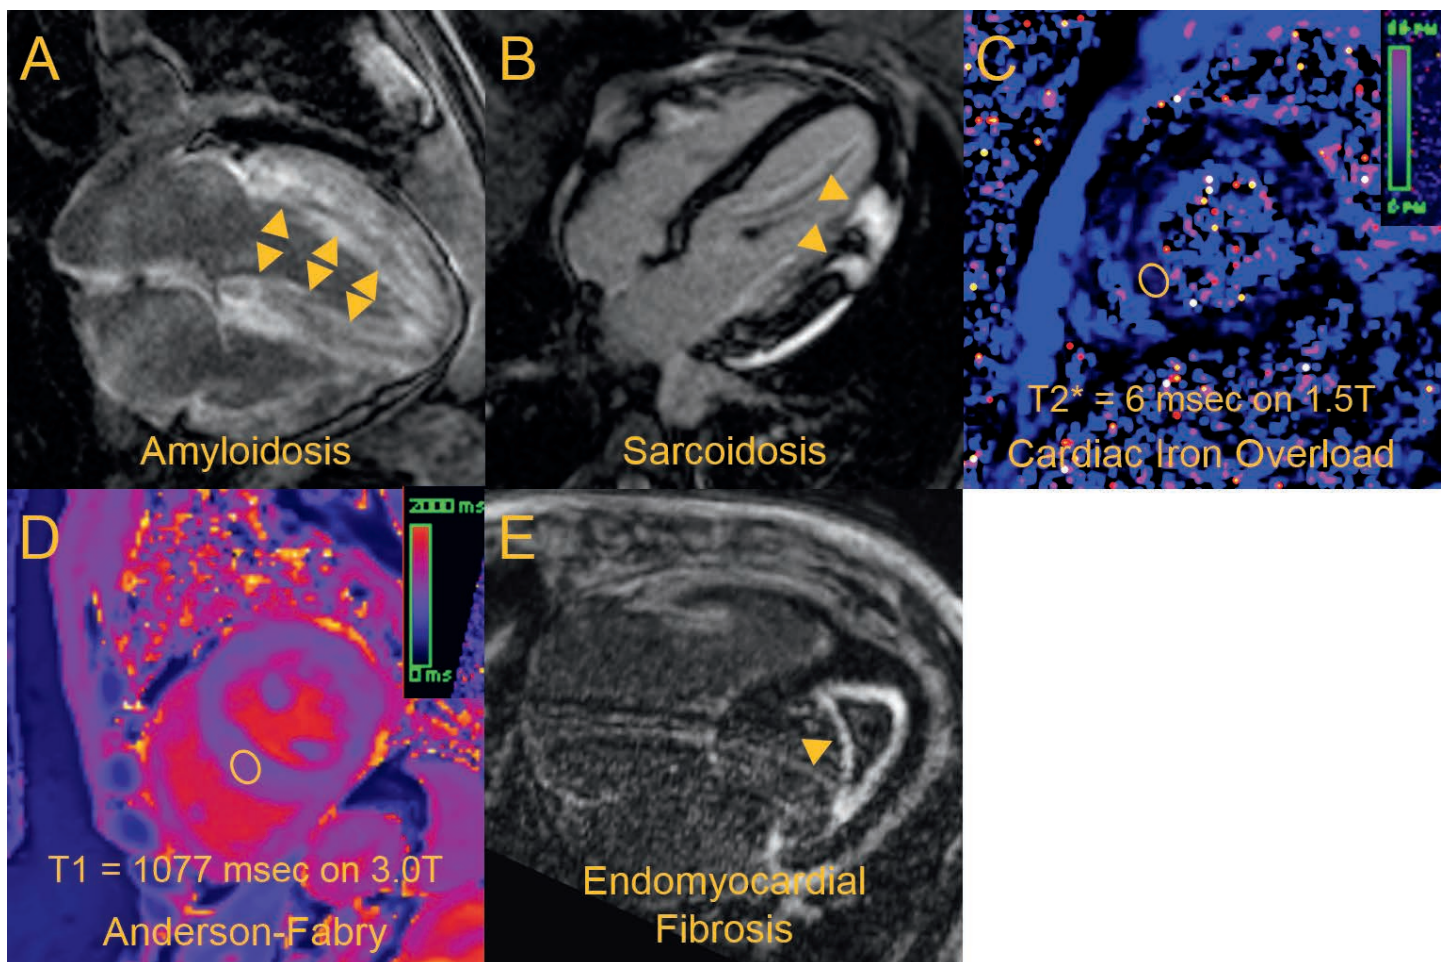 A
Amyloidosis
B
Sarcoidosis
C
T2* = 6 msec on 1.5T
Cardiac Iron Overload
D
2000 ms
0 ms
T1 = 1077 msec on 3.0T
Anderson-Fabry
E
Endomyocardial
Fibrosis